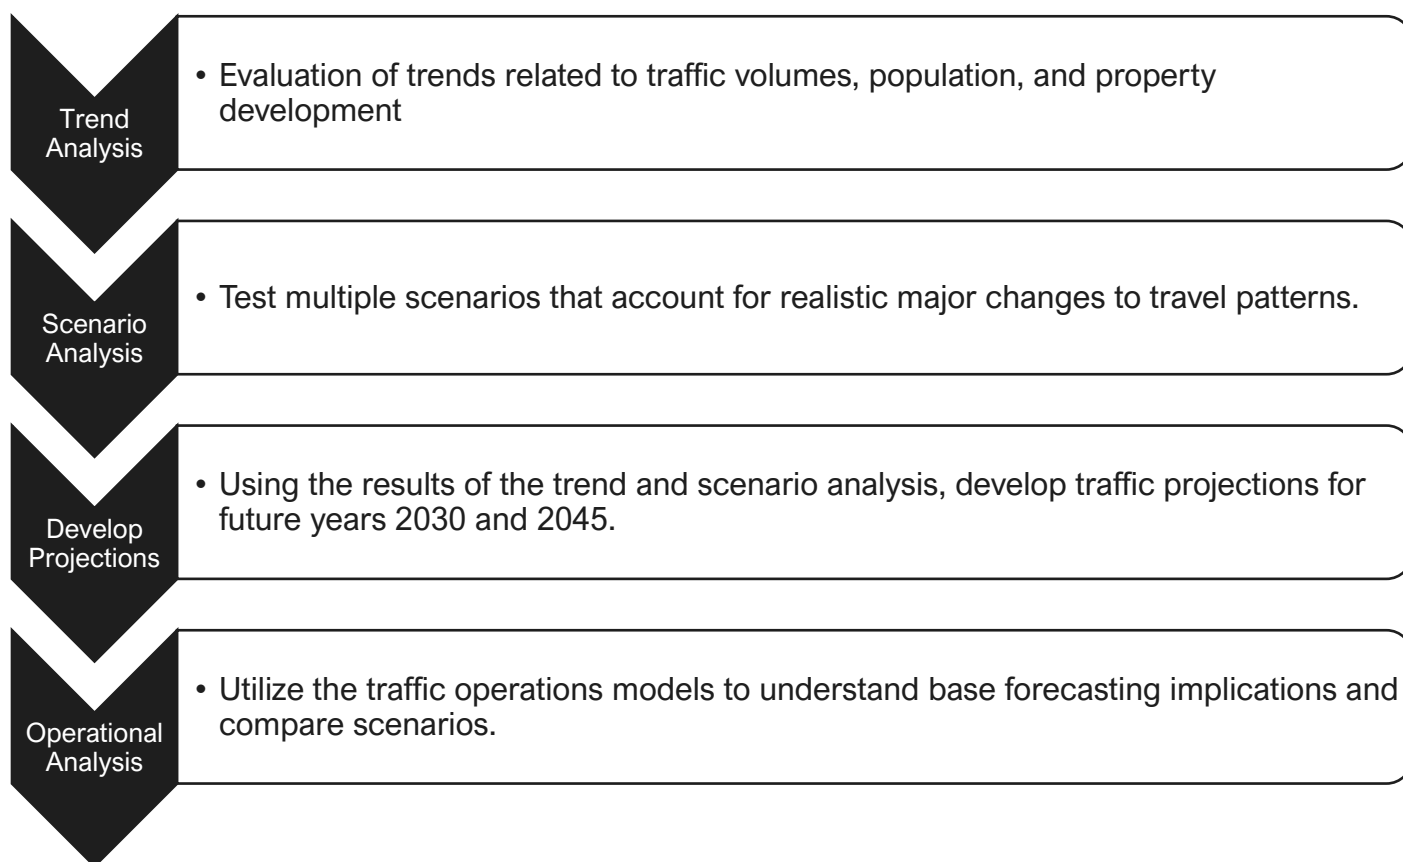 Trend
Analysis
• Evaluation of trends related to traffic volumes, population, and property
development
Scenario
Analysis
• Test multiple scenarios that account for realistic major changes to travel patterns.
Develop
Projections
• Using the results of the trend and scenario analysis, develop traffic projections for
future years 2030 and 2045.
Operational
Analysis
• Utilize the traffic operations models to understand base forecasting implications and
compare scenarios.